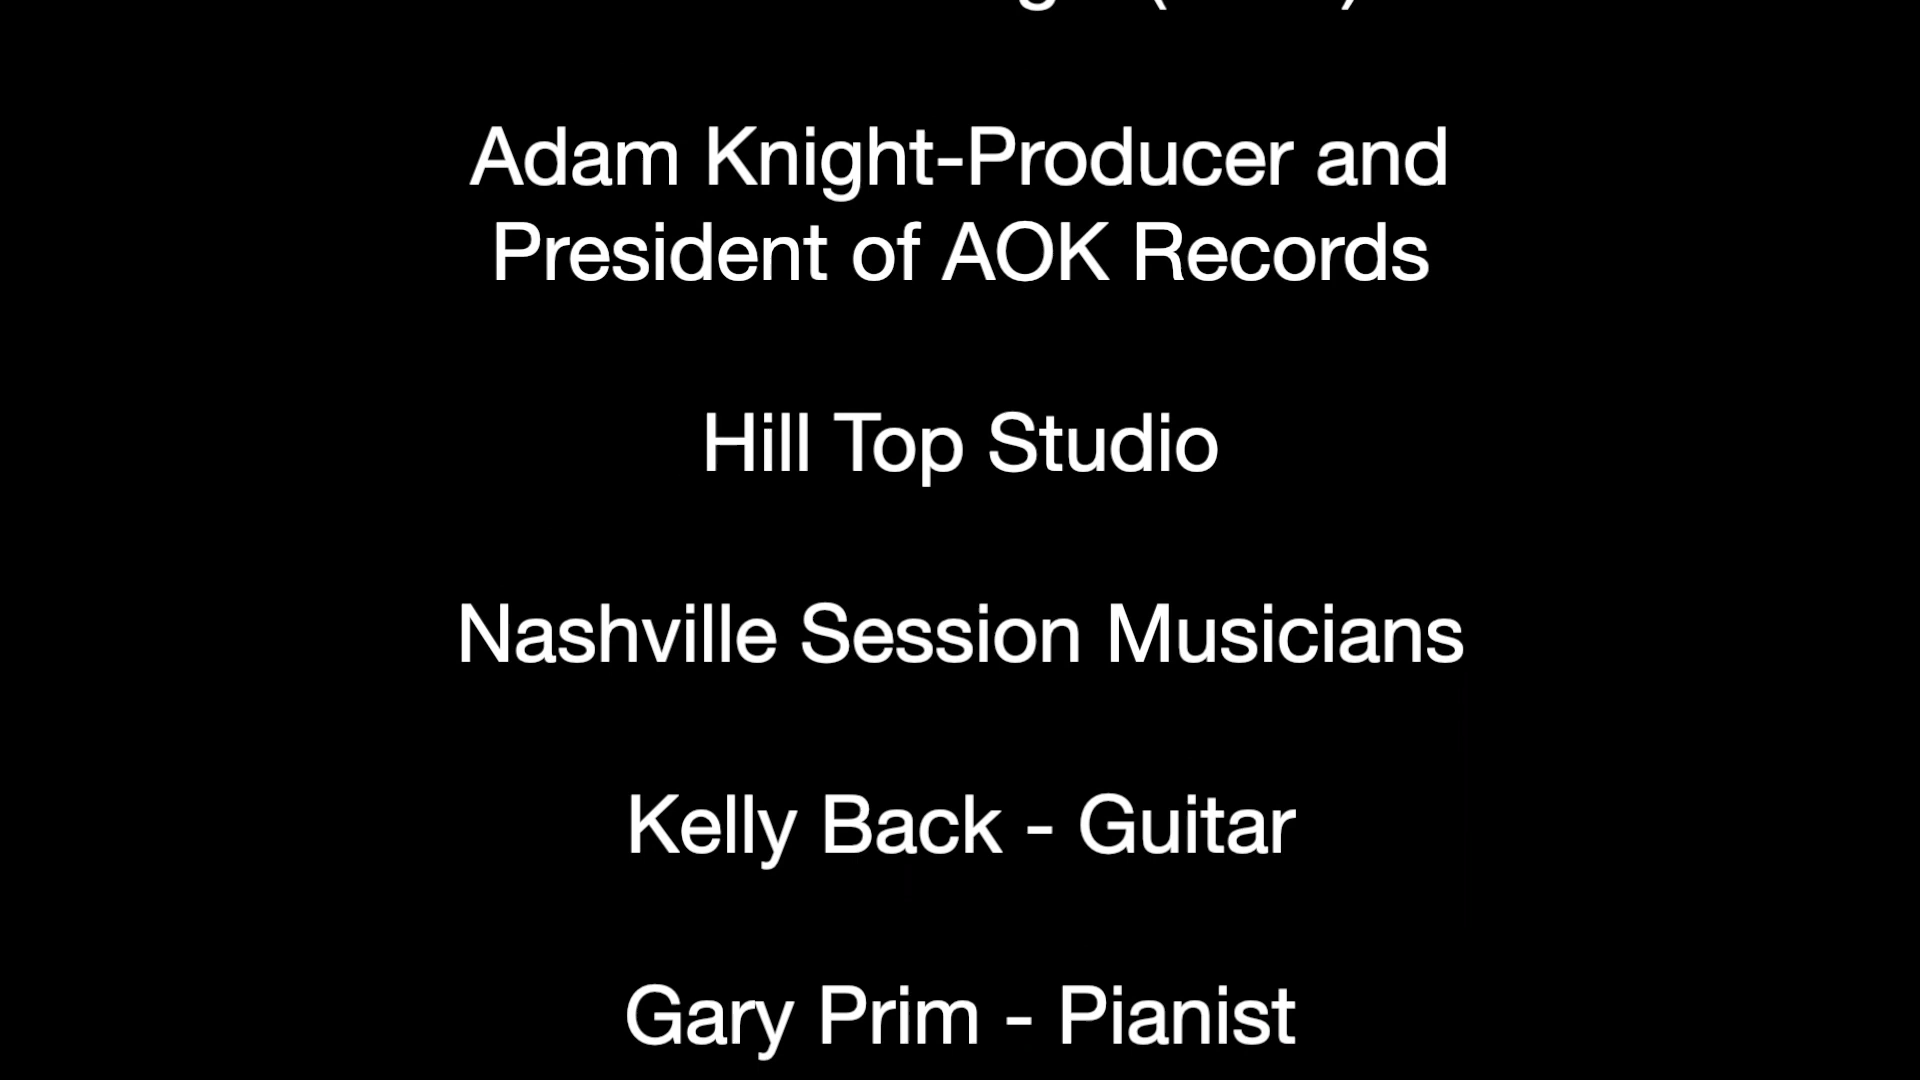 Adam Knight-Producer and
President of AOK Records
Hill Top Studio
Nashville Session Musicians
Kelly Back - Guitar
Gary Prim - Pianist